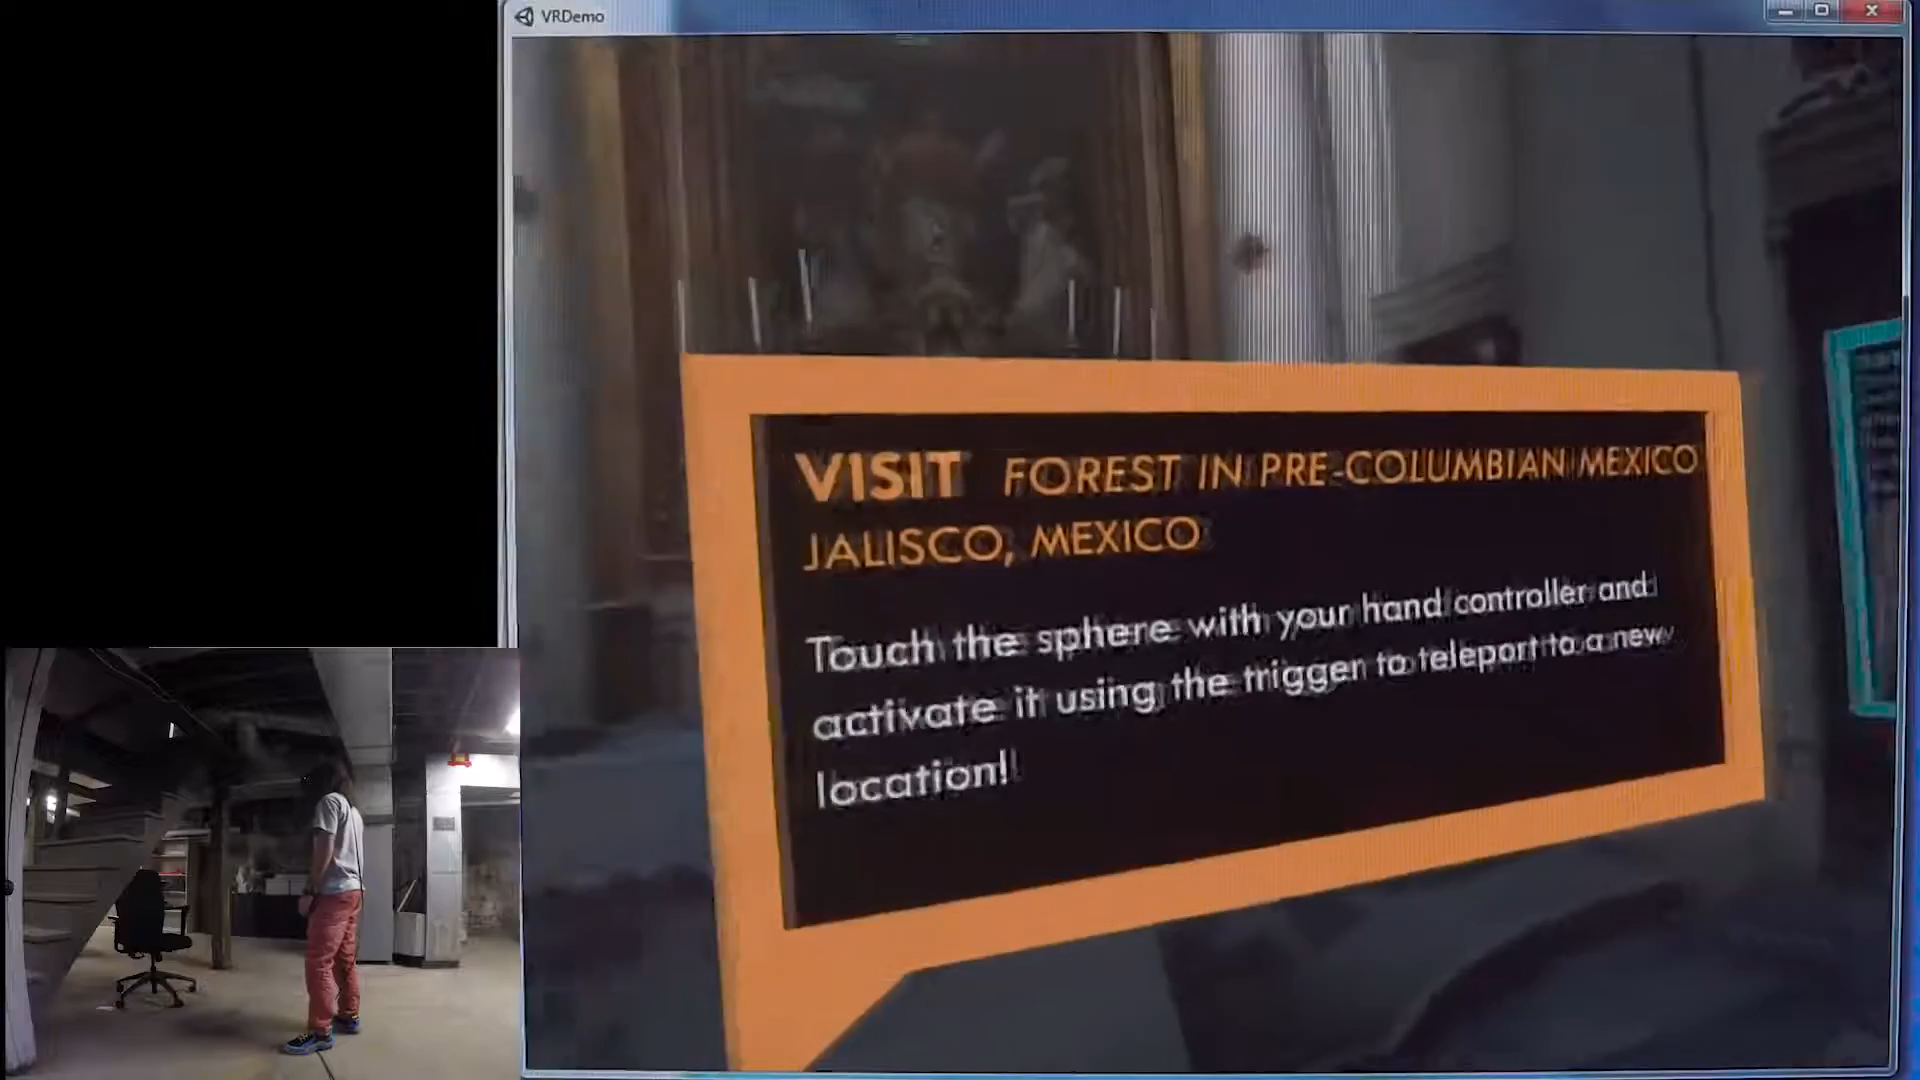 VRDemo
VISIT FOREST IN PRE-COLUMBIAN MEXICO
JALISCO, MEXICO
Touch the sphere with your hand controller and
activate it using the trigger to teleport to a new
location!